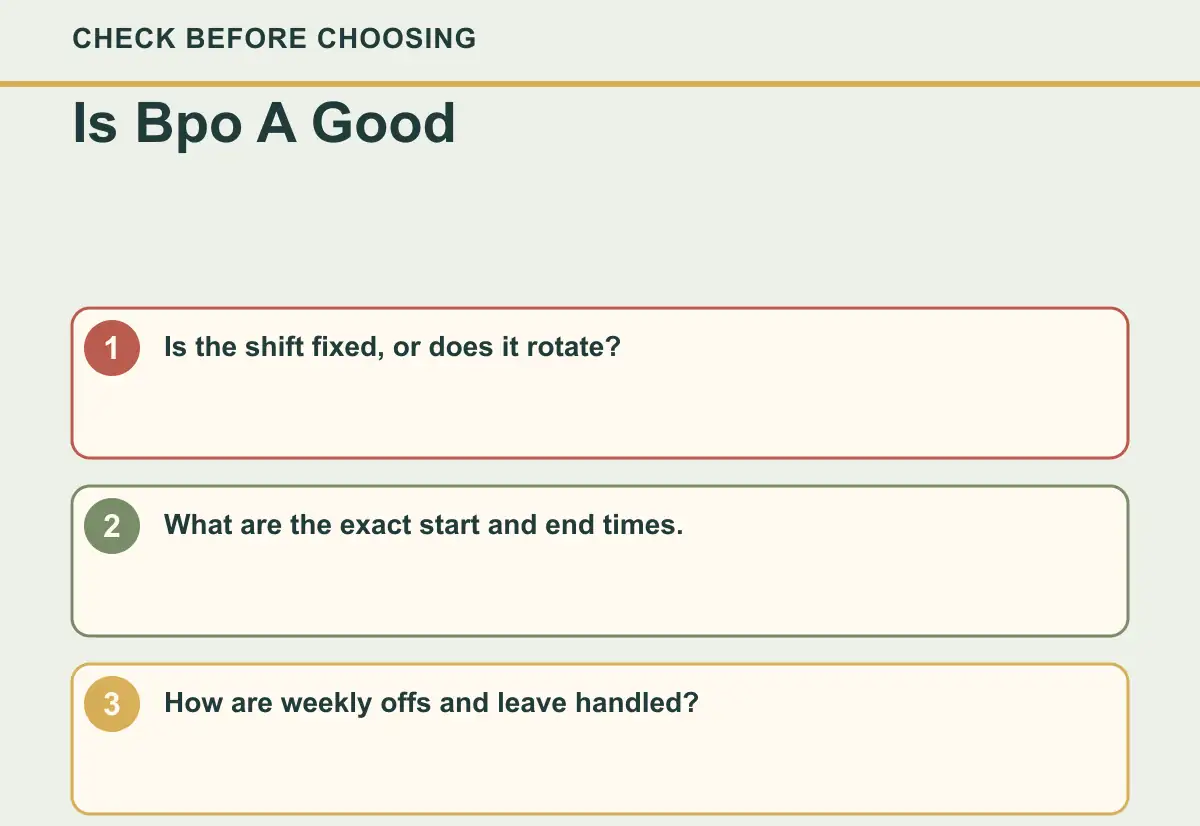 CHECK BEFORE CHOOSING
Is Bpo A Good
1 Is the shift fixed, or does it rotate?
2 What are the exact start and end times.
3 How are weekly offs and leave handled?